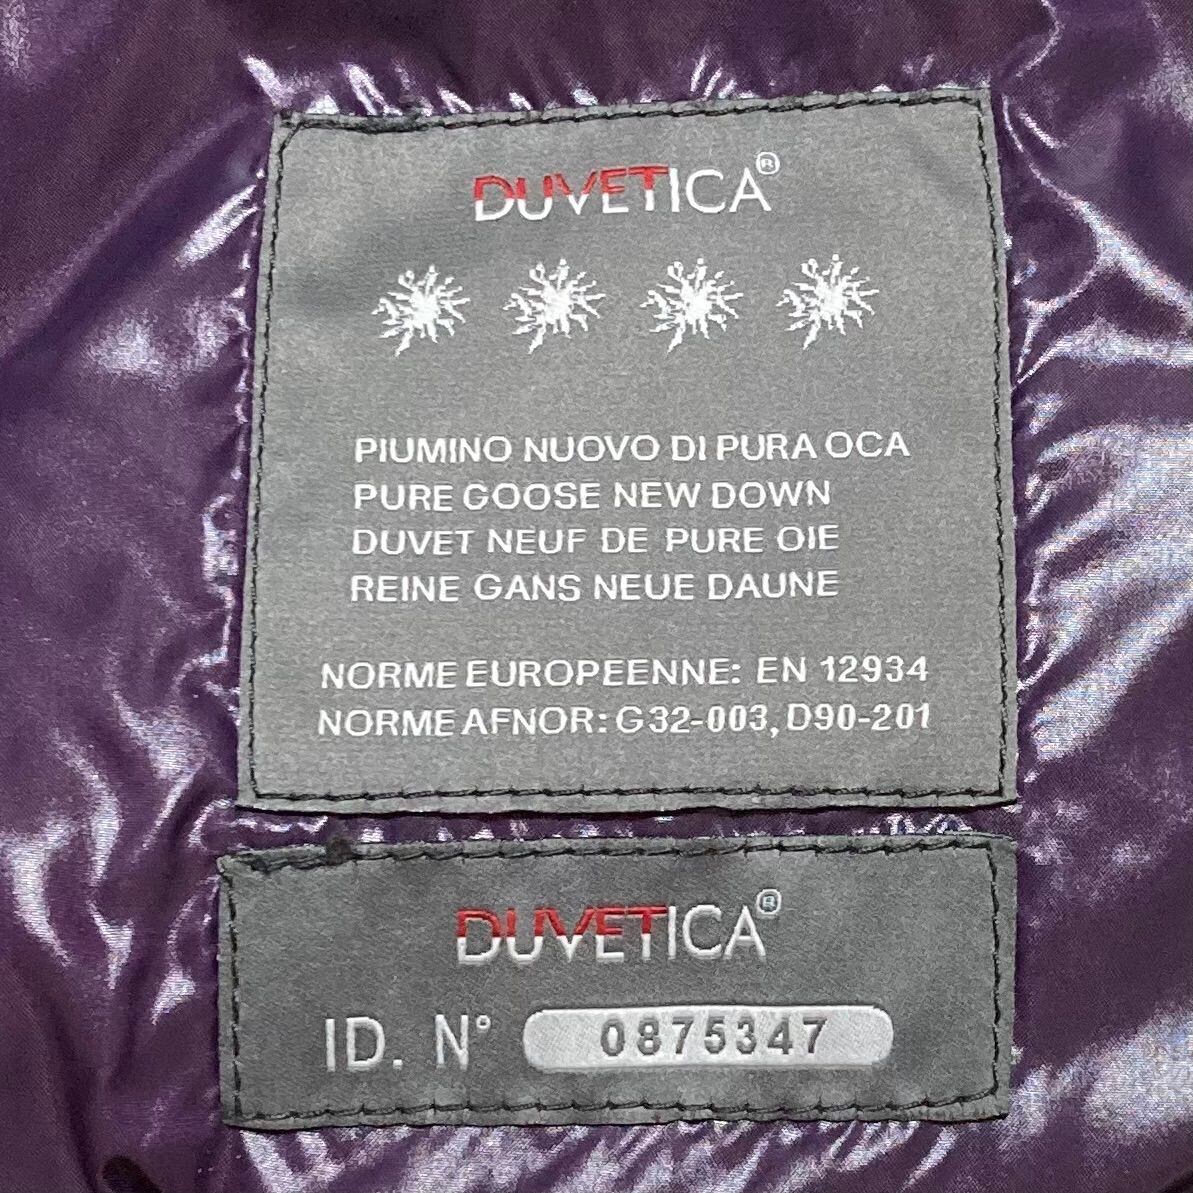 DUVETICA®
PIUMINO NUOVO DI PURA OCA
PURE GOOSE NEW DOWN
DUVET NEUF DE PURE OIE
REINE GANS NEUE DAUNE
NORME EUROPEENNE: EN 12934
NORME AFNOR: G32-003, D90-201
DUVETICA®
ID. N° 0875347